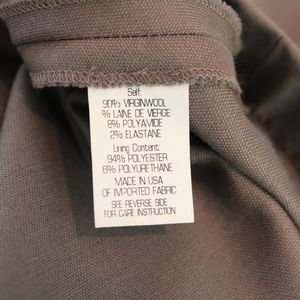 Self:
90% VIRGINWOOL
% LAINE DE VIERGE
8% POLYAMIDE
2% ELASTANE
Lining Content:
94% POLYESTER
6% POLYURETHANE
MADE IN USA
OF IMPORTED FABRIC
SEE REVERSE SIDE
FOR CARE INSTRUCTION